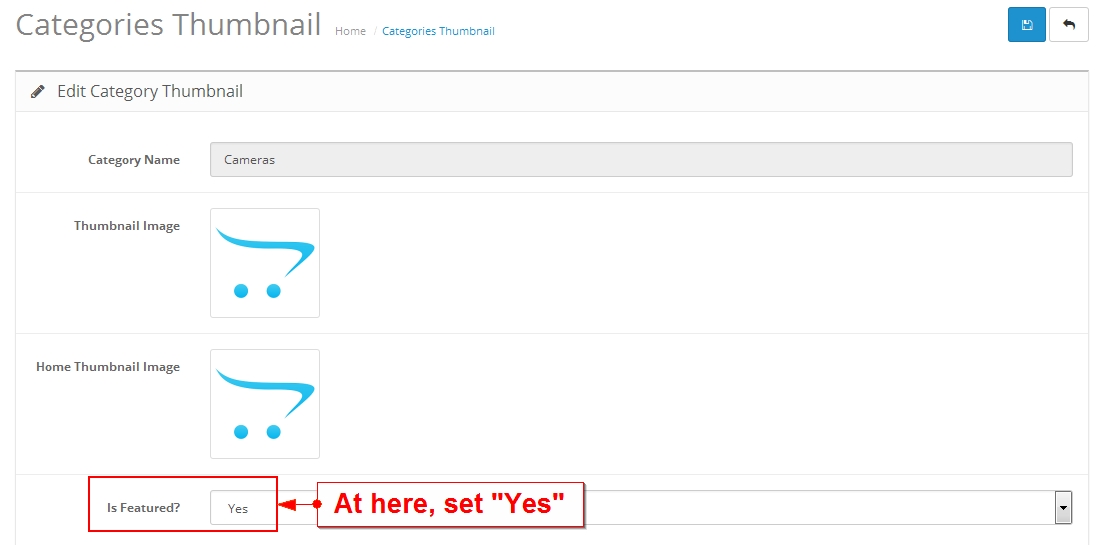 Categories Thumbnail Home / Categories Thumbnail
Edit Category Thumbnail
Category Name Cameras
Thumbnail Image
Home Thumbnail Image
Is Featured? Yes At here, set "Yes"